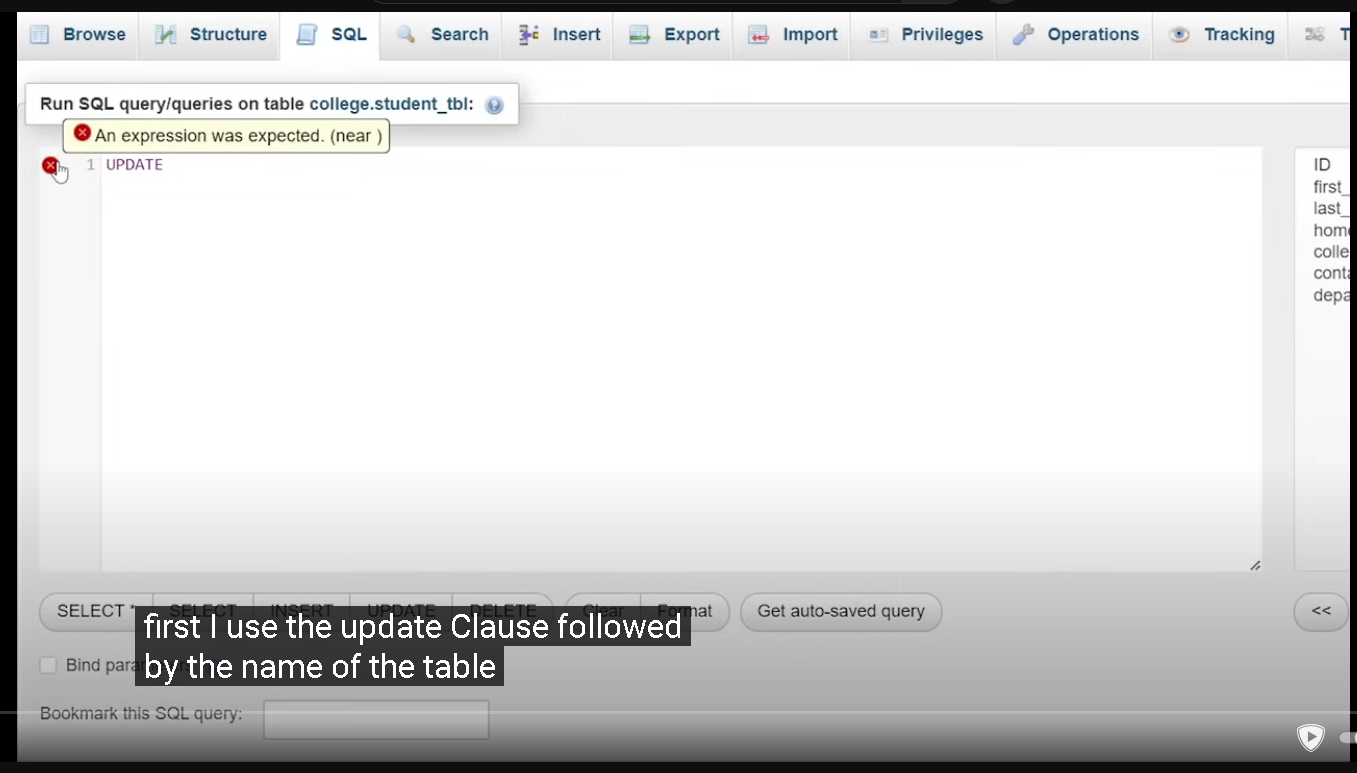 Browse Structure SQL Search Insert Export Import Privileges Operations Tracking T
Run SQL query/queries on table college.student_tbl:
An expression was expected. (near )
1 UPDATE
ID
first_
last_
home
colle
conta
depa
SELECT * SELECT INSERT UPDATE DELETE Clear Format Get auto-saved query <<
first I use the update Clause followed
by the name of the table
Bind para
Bookmark this SQL query: